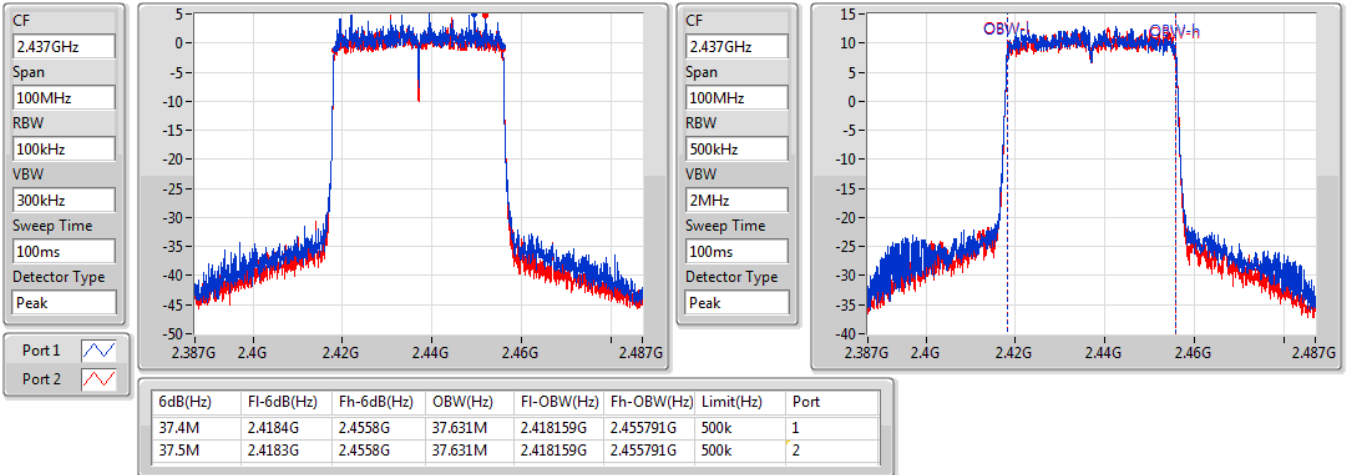 CF
2.437GHz
Span
100MHz
RBW
100kHz
VBW
300kHz
Sweep Time
100ms
Detector Type
Peak
Port 1
Port 2
5
0
-5
-10
-15
-20
-25
-30
-35
-40
-45
-50
2.387G 2.4G 2.42G 2.44G 2.46G 2.487G
CF
2.437GHz
Span
100MHz
RBW
500kHz
VBW
2MHz
Sweep Time
100ms
Detector Type
Peak
15
10
5
0
-5
-10
-15
-20
-25
-30
-35
-40
OBW-l OBW-h
2.387G 2.4G 2.42G 2.44G 2.46G 2.487G
6dB(Hz) Fl-6dB(Hz) Fh-6dB(Hz) OBW(Hz) Fl-OBW(Hz) Fh-OBW(Hz) Limit(Hz) Port
37.4M 2.4184G 2.4558G 37.631M 2.418159G 2.455791G 500k 1
37.5M 2.4183G 2.4558G 37.631M 2.418159G 2.455791G 500k 2